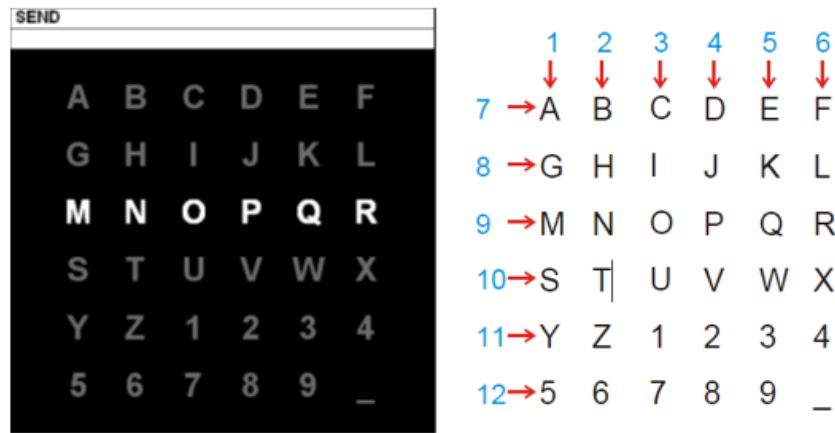 SEND
A B C D E F
G H I J K L
M N O P Q R
S T U V W X
Y Z 1 2 3 4
5 6 7 8 9 _
1 2 3 4 5 6
7 → A B C D E F
8 → G H I J K L
9 → M N O P Q R
10 → S T U V W X
11 → Y Z 1 2 3 4
12 → 5 6 7 8 9 _